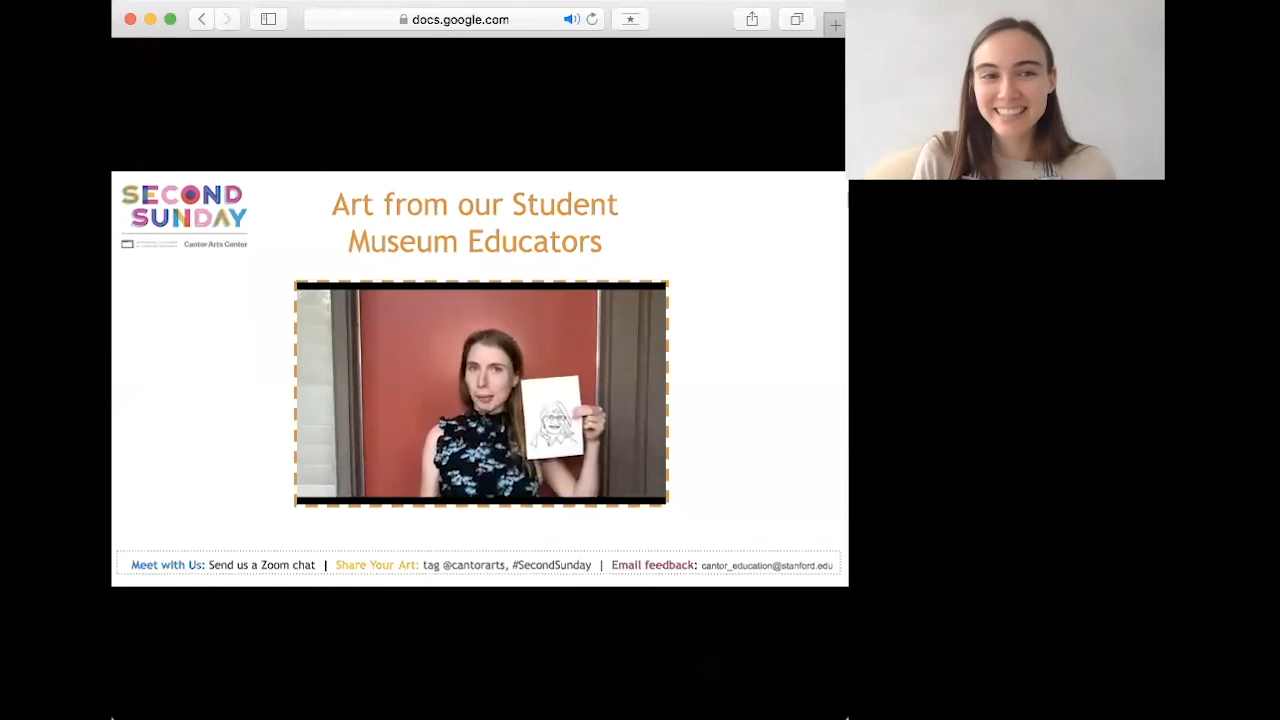 docs.google.com
SECOND
SUNDAY
Cantor Arts Center
Art from our Student
Museum Educators
Meet with Us: Send us a Zoom chat | Share Your Art: tag @cantorarts, #SecondSunday | Email feedback: cantor_education@stanford.edu